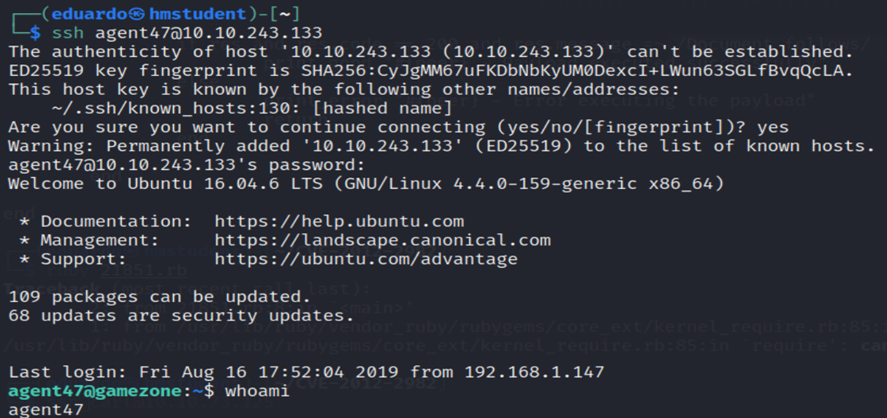 ┌──(eduardo㉿hmstudent)-[~]
└─$ ssh agent47@10.10.243.133
The authenticity of host '10.10.243.133 (10.10.243.133)' can't be established.
ED25519 key fingerprint is SHA256:CyJgMM67uFKDbNbKyUM0DexcI+LWun63SGLfBvqQcLA.
This host key is known by the following other names/addresses:
~/.ssh/known_hosts:130: [hashed name]
Are you sure you want to continue connecting (yes/no/[fingerprint])? yes
Warning: Permanently added '10.10.243.133' (ED25519) to the list of known hosts.
agent47@10.10.243.133's password:
Welcome to Ubuntu 16.04.6 LTS (GNU/Linux 4.4.0-159-generic x86_64)
* Documentation: https://help.ubuntu.com
* Management: https://landscape.canonical.com
* Support: https://ubuntu.com/advantage
109 packages can be updated.
68 updates are security updates.
Last login: Fri Aug 16 17:52:04 2019 from 192.168.1.147
agent47@gamezone:~$ whoami
agent47